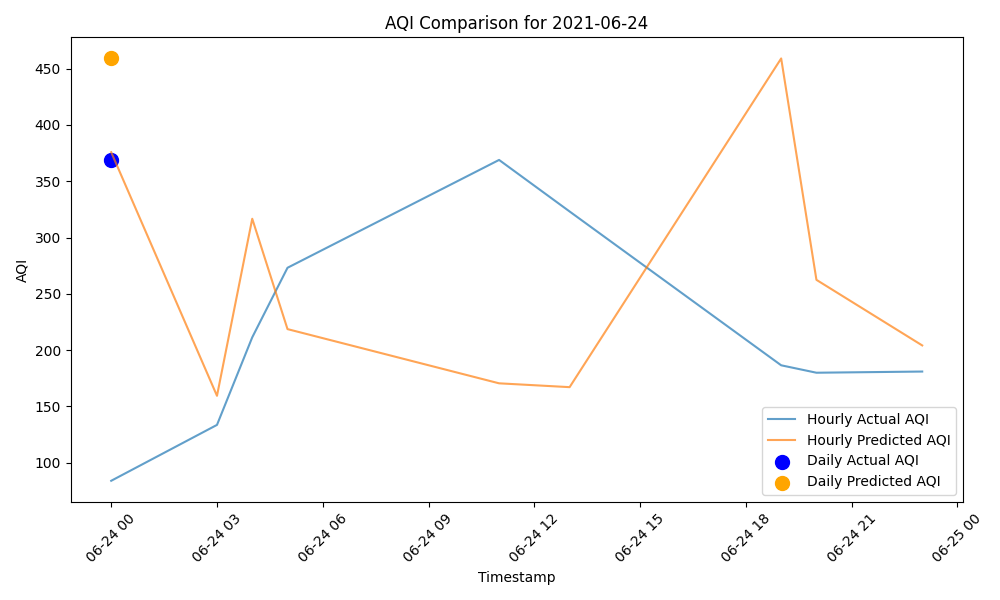 AQI Comparison for 2021-06-24
AQI
450
400
350
300
250
200
150
100
Hourly Actual AQI
Hourly Predicted AQI
Daily Actual AQI
Daily Predicted AQI
06-24 00
06-24 03
06-24 06
06-24 09
06-24 12
06-24 15
06-24 18
06-24 21
06-25 00
Timestamp